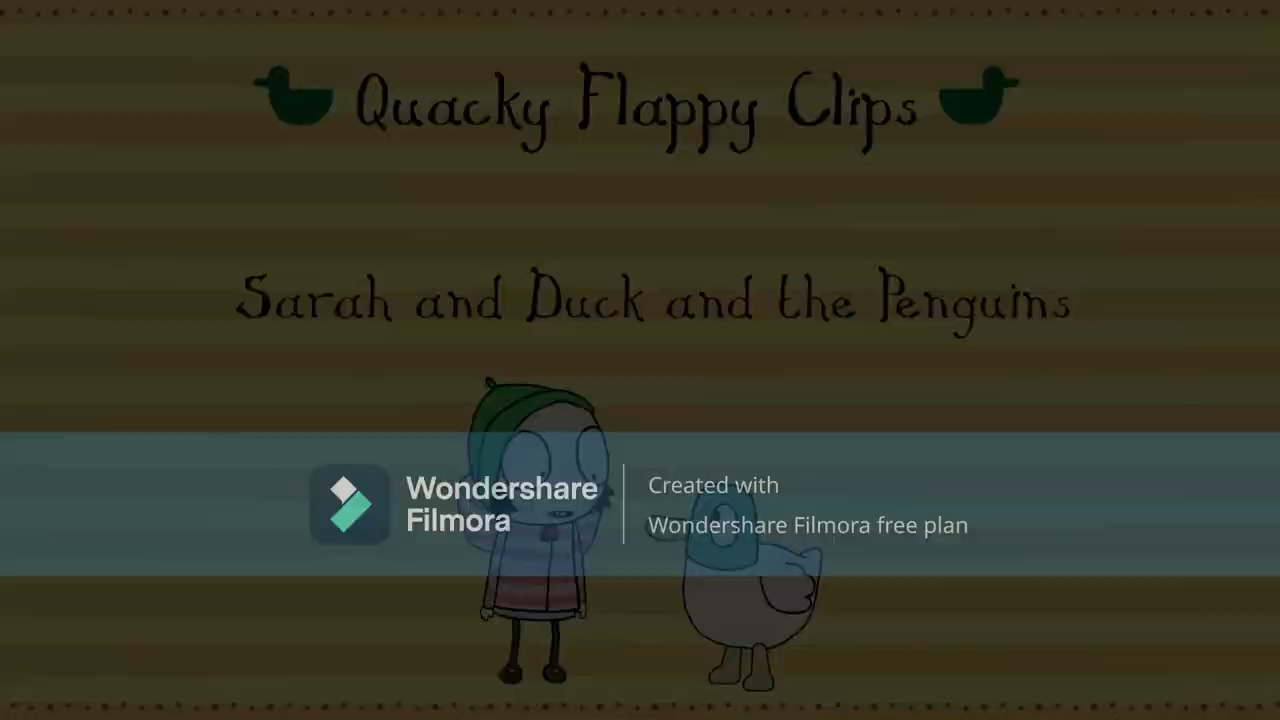 Quacky Flappy Clips
Sarah and Duck and the Penguins
Wondershare
Filmora
Created with
Wondershare Filmora free plan